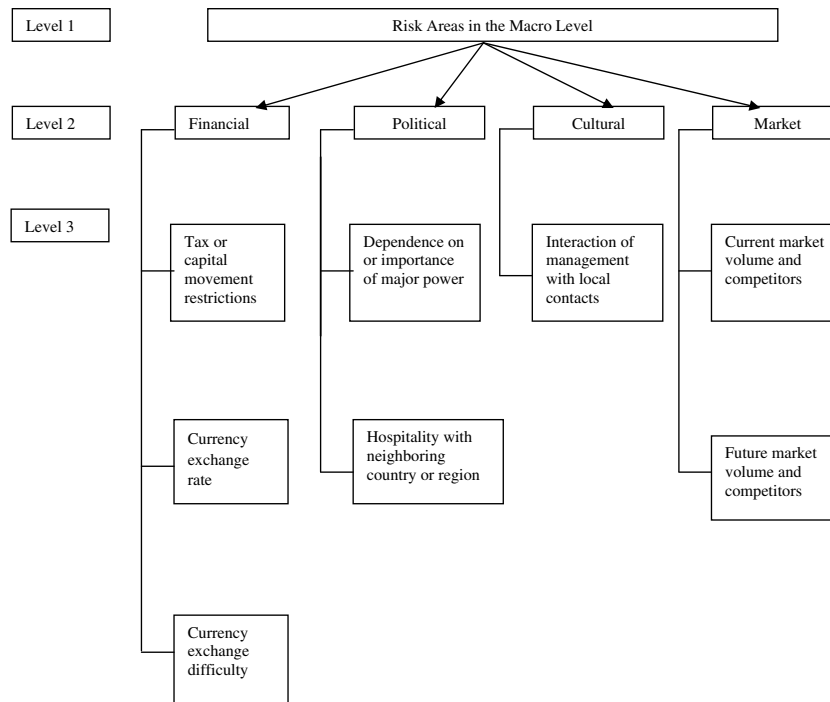 Level 1
Risk Areas in the Macro Level
Level 2
Financial
Political
Cultural
Market
Level 3
Tax or
capital
movement
restrictions
Dependence on
or importance
of major power
Interaction of
management
with local
contacts
Current market
volume and
competitors
Currency
exchange
rate
Hospitality with
neighboring
country or region
Future market
volume and
competitors
Currency
exchange
difficulty